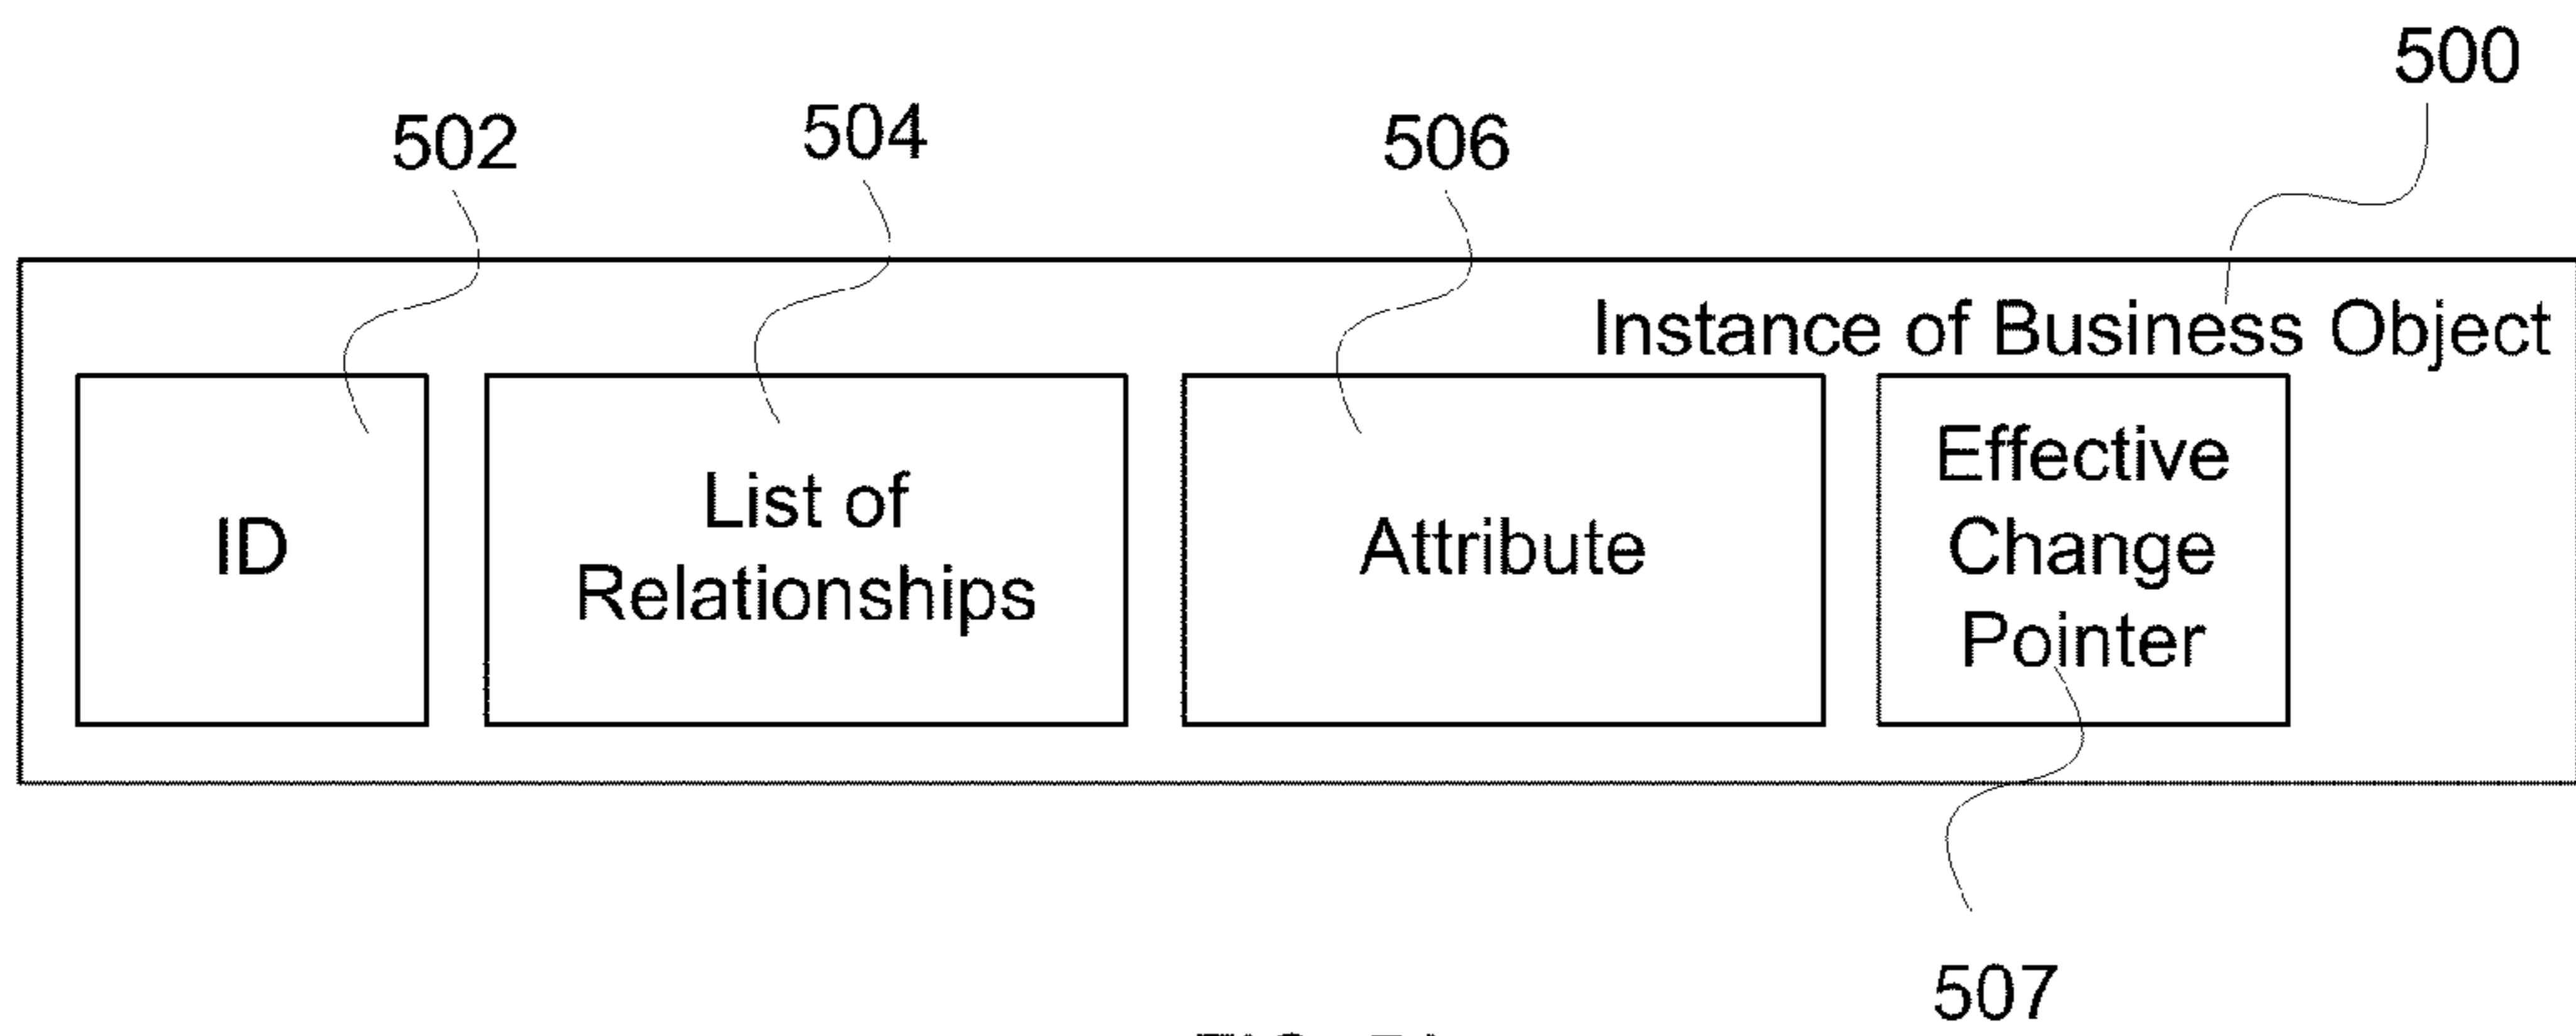 500
502
504
506
Instance of Business Object
ID
List of
Relationships
Attribute
Effective
Change
Pointer
507